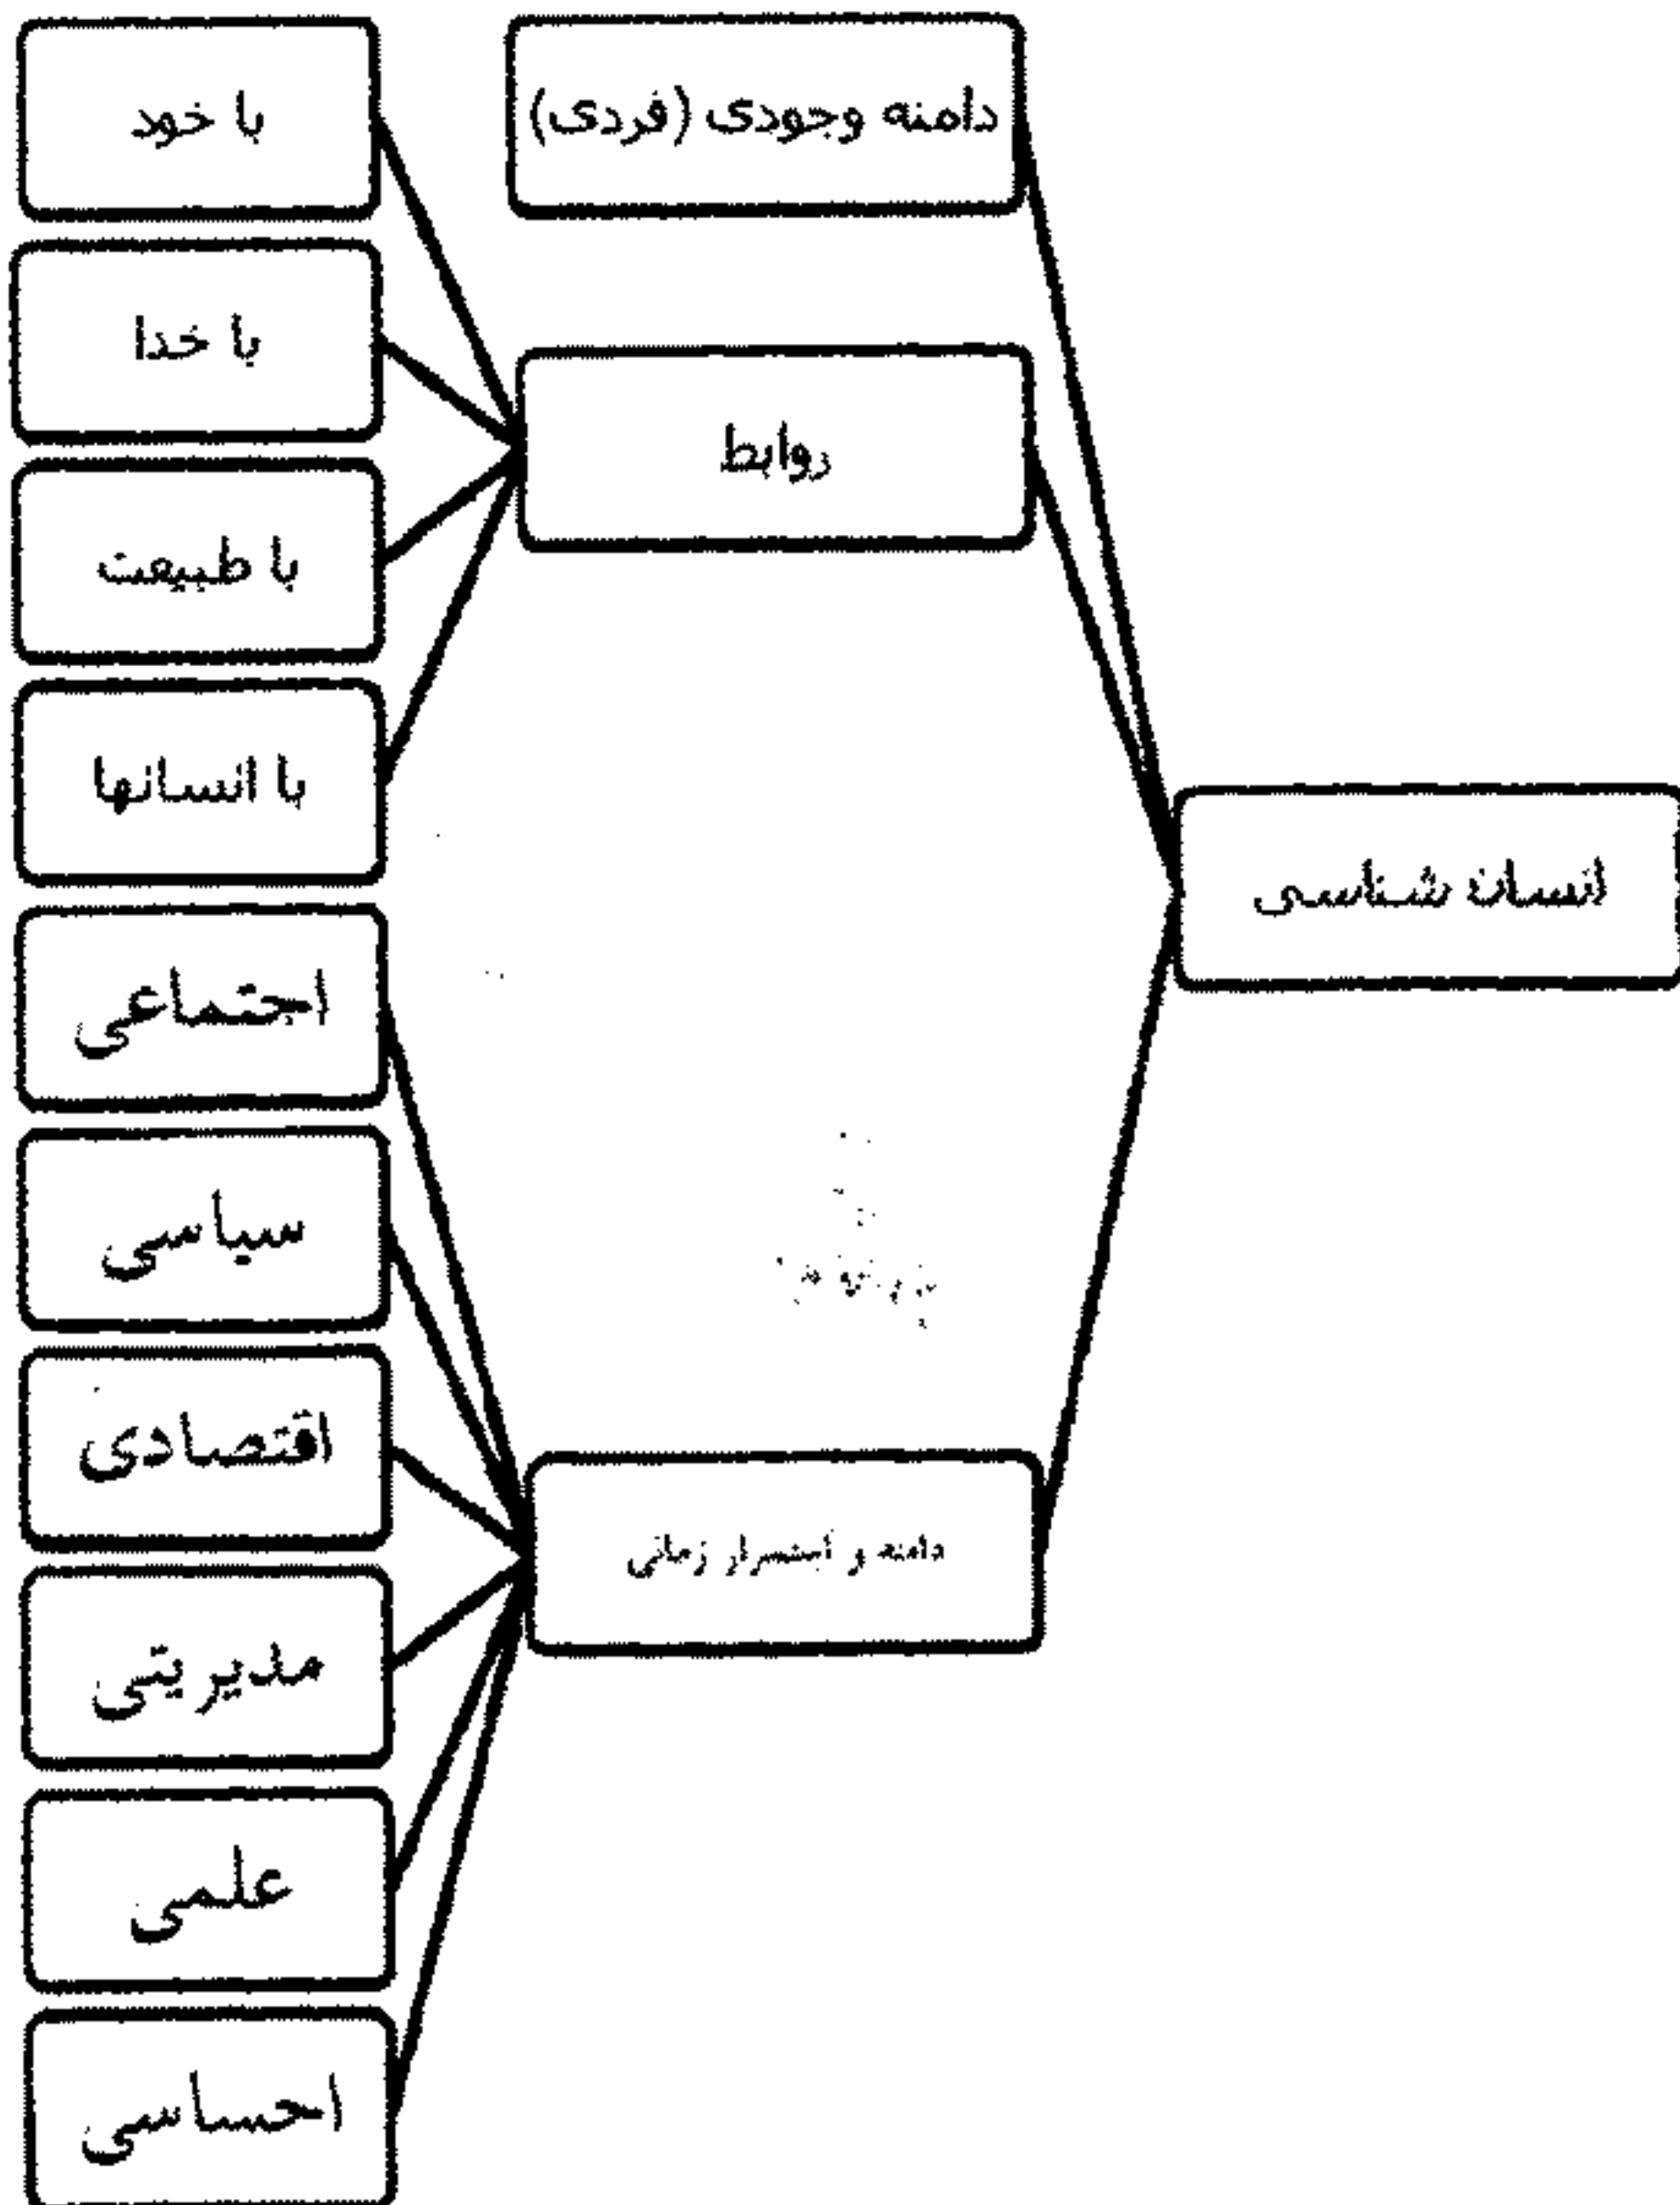 انسان شناسی
دامنه وجودی (فردی)
روابط
با خود
با خدا
با طبیعت
با انسانها
دامنه و استمرار زمانی
اجتماعی
سیاسی
اقتصادی
مدیریتی
علمی
احساسی